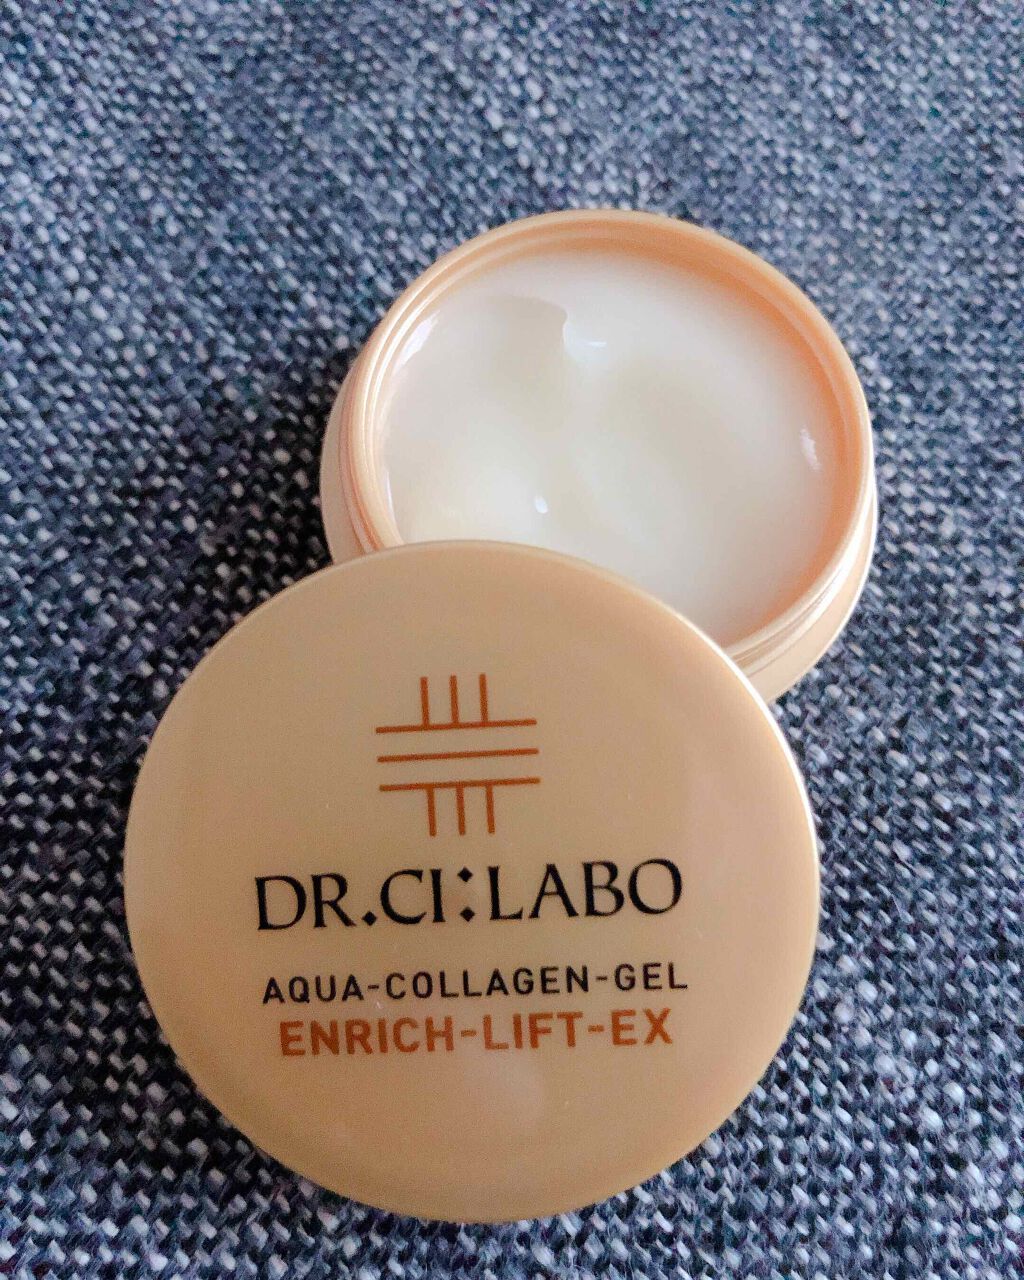 DR.CI:LABO
AQUA-COLLAGEN-GEL
ENRICH-LIFT-EX